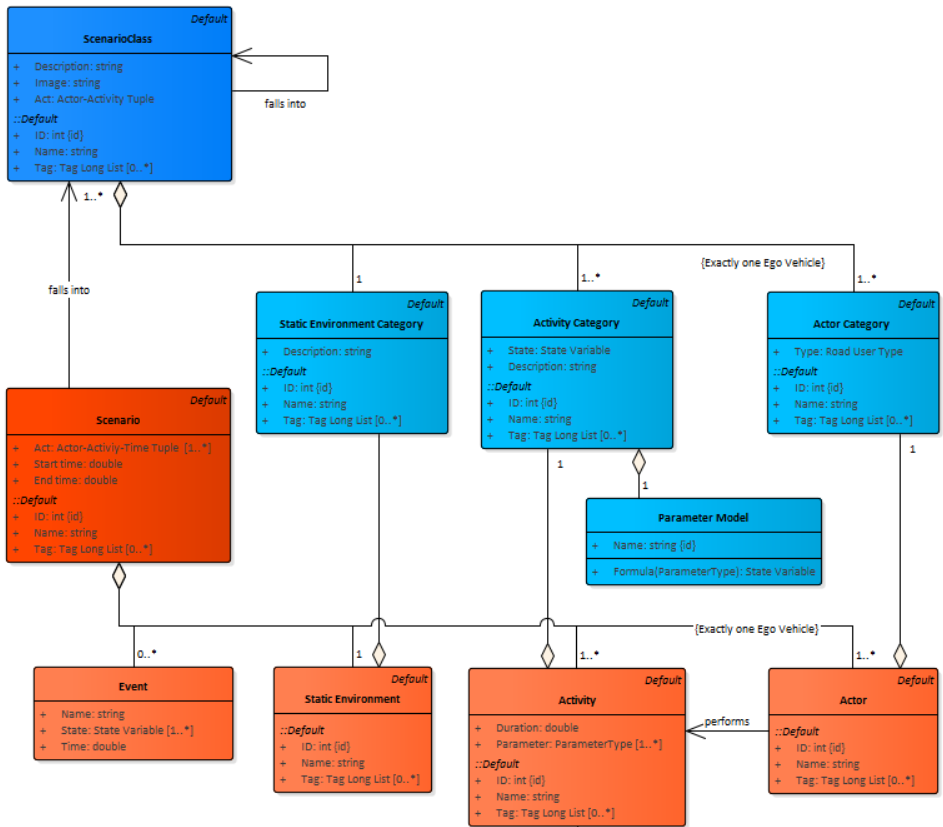 Default
ScenarioClass
+ Description: string
+ Image: string
+ Act: Actor-Activity Tuple
::Default
+ ID: int {id}
+ Name: string
+ Tag: Tag Long List [0..*]
falls into
1..*
falls into
1
1..*
{Exactly one Ego Vehicle}
1..*
Default
Static Environment Category
+ Description: string
::Default
+ ID: int {id}
+ Name: string
+ Tag: Tag Long List [0..*]
Default
Activity Category
+ State: State Variable
+ Description: string
::Default
+ ID: int {id}
+ Name: string
+ Tag: Tag Long List [0..*]
Default
Actor Category
+ Type: Road User Type
::Default
+ ID: int {id}
+ Name: string
+ Tag: Tag Long List [0..*]
Default
Scenario
+ Act: Actor-Activiy-Time Tuple [1..*]
+ Start time: double
+ End time: double
::Default
+ ID: int {id}
+ Name: string
+ Tag: Tag Long List [0..*]
1
1
1
Parameter Model
+ Name: string {id}
+ Formula(ParameterType): State Variable
0..*
1
1..*
{Exactly one Ego Vehicle}
1..*
Event
+ Name: string
+ State: State Variable [1..*]
+ Time: double
Default
Static Environment
::Default
+ ID: int {id}
+ Name: string
+ Tag: Tag Long List [0..*]
Default
Activity
+ Duration: double
+ Parameter: ParameterType [1..*]
::Default
+ ID: int {id}
+ Name: string
+ Tag: Tag Long List [0..*]
performs
Default
Actor
::Default
+ ID: int {id}
+ Name: string
+ Tag: Tag Long List [0..*]